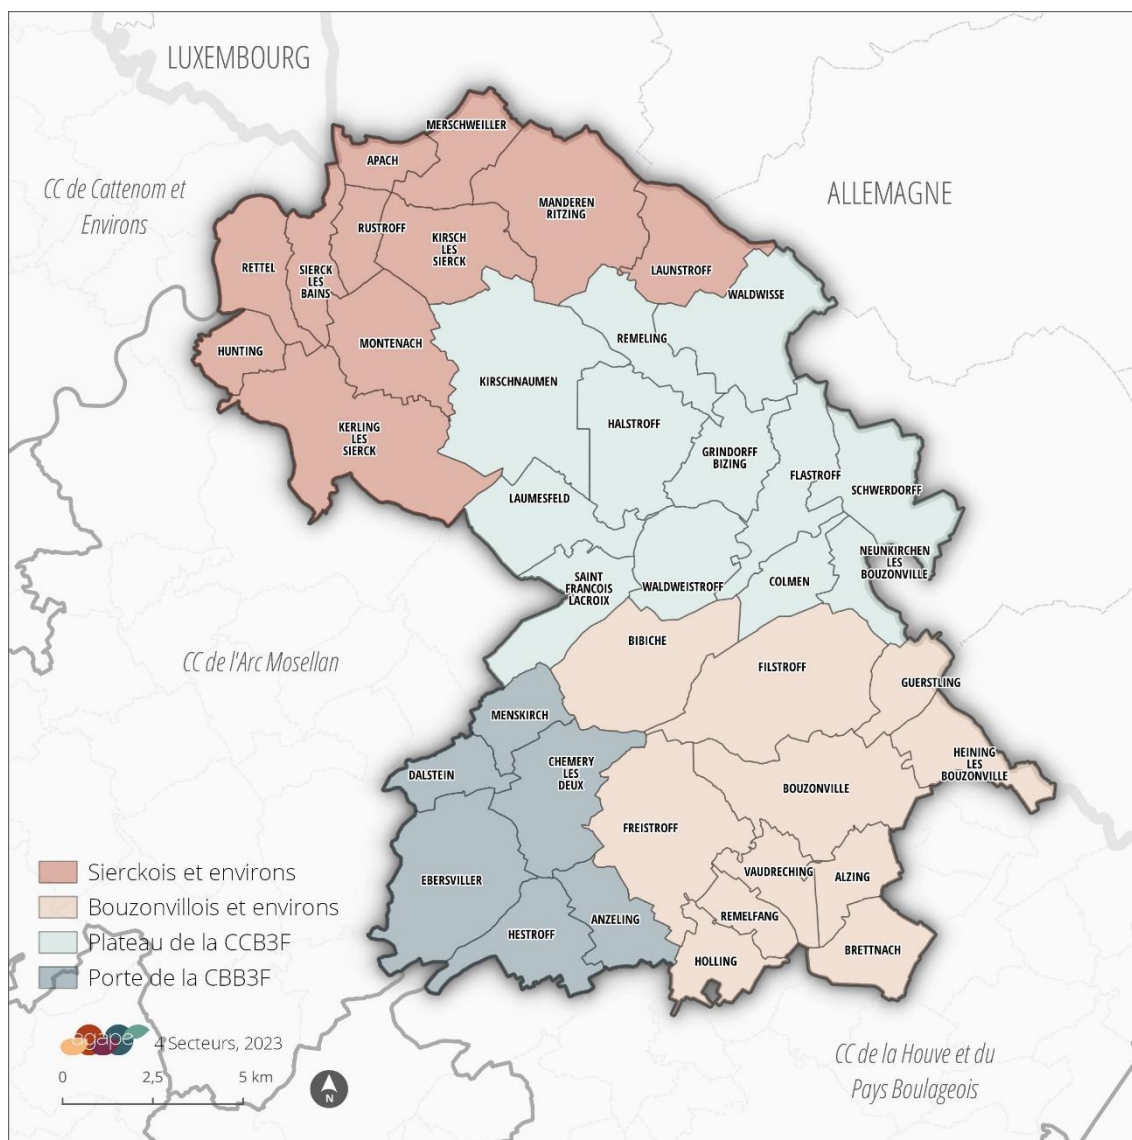 LUXEMBOURG
MERSCHWEILLER
APACH
CC de Cattenom et
Environs
ALLEMAGNE
MANDEREN
RITZING
RUSTROFF
KIRSCH
LES
SIERCK
RETTEL
SIERCK
LES
BAINS
LAUNSTROFF
WALDWISSE
REMELING
HUNTING
MONTENACH
KIRSCHNAUMEN
KERLING
LES
SIERCK
HALSTROFF
GRINDORFF
BIZING
FLASTROFF
SCHWERDORFF
LAUMESFELD
NEUNKIRCHEN
LES
BOUZONVILLE
SAINT
FRANCOIS
LACROIX
WALDWEISTROFF
COLMEN
BIBICHE
CC de l'Arc Mosellan
FILSTROFF
GUERSTLING
MENSKIRCH
HEINING
LES
BOUZONVILLE
DALSTEIN
CHEMERY
LES
DEUX
BOUZONVILLE
FREISTROFF
VAUDRECHING
ALZING
EBERSVILLER
ANZELING
REMELFANG
HESTROFF
HOLLING
BRETTNACH
Sierckois et environs
Bouzonvillois et environs
Plateau de la CCB3F
Porte de la CBB3F
agape
4 Secteurs, 2023
0 2,5 5 km
N
CC de la Houve et du
Pays Boulageois